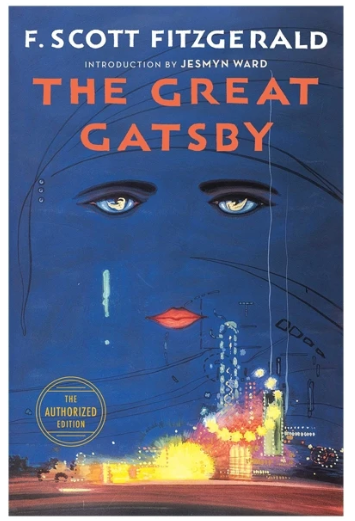 F. SCOTT FITZGERALD
INTRODUCTION BY JESMYN WARD
THE GREAT
GATSBY
THE
AUTHORIZED
EDITION